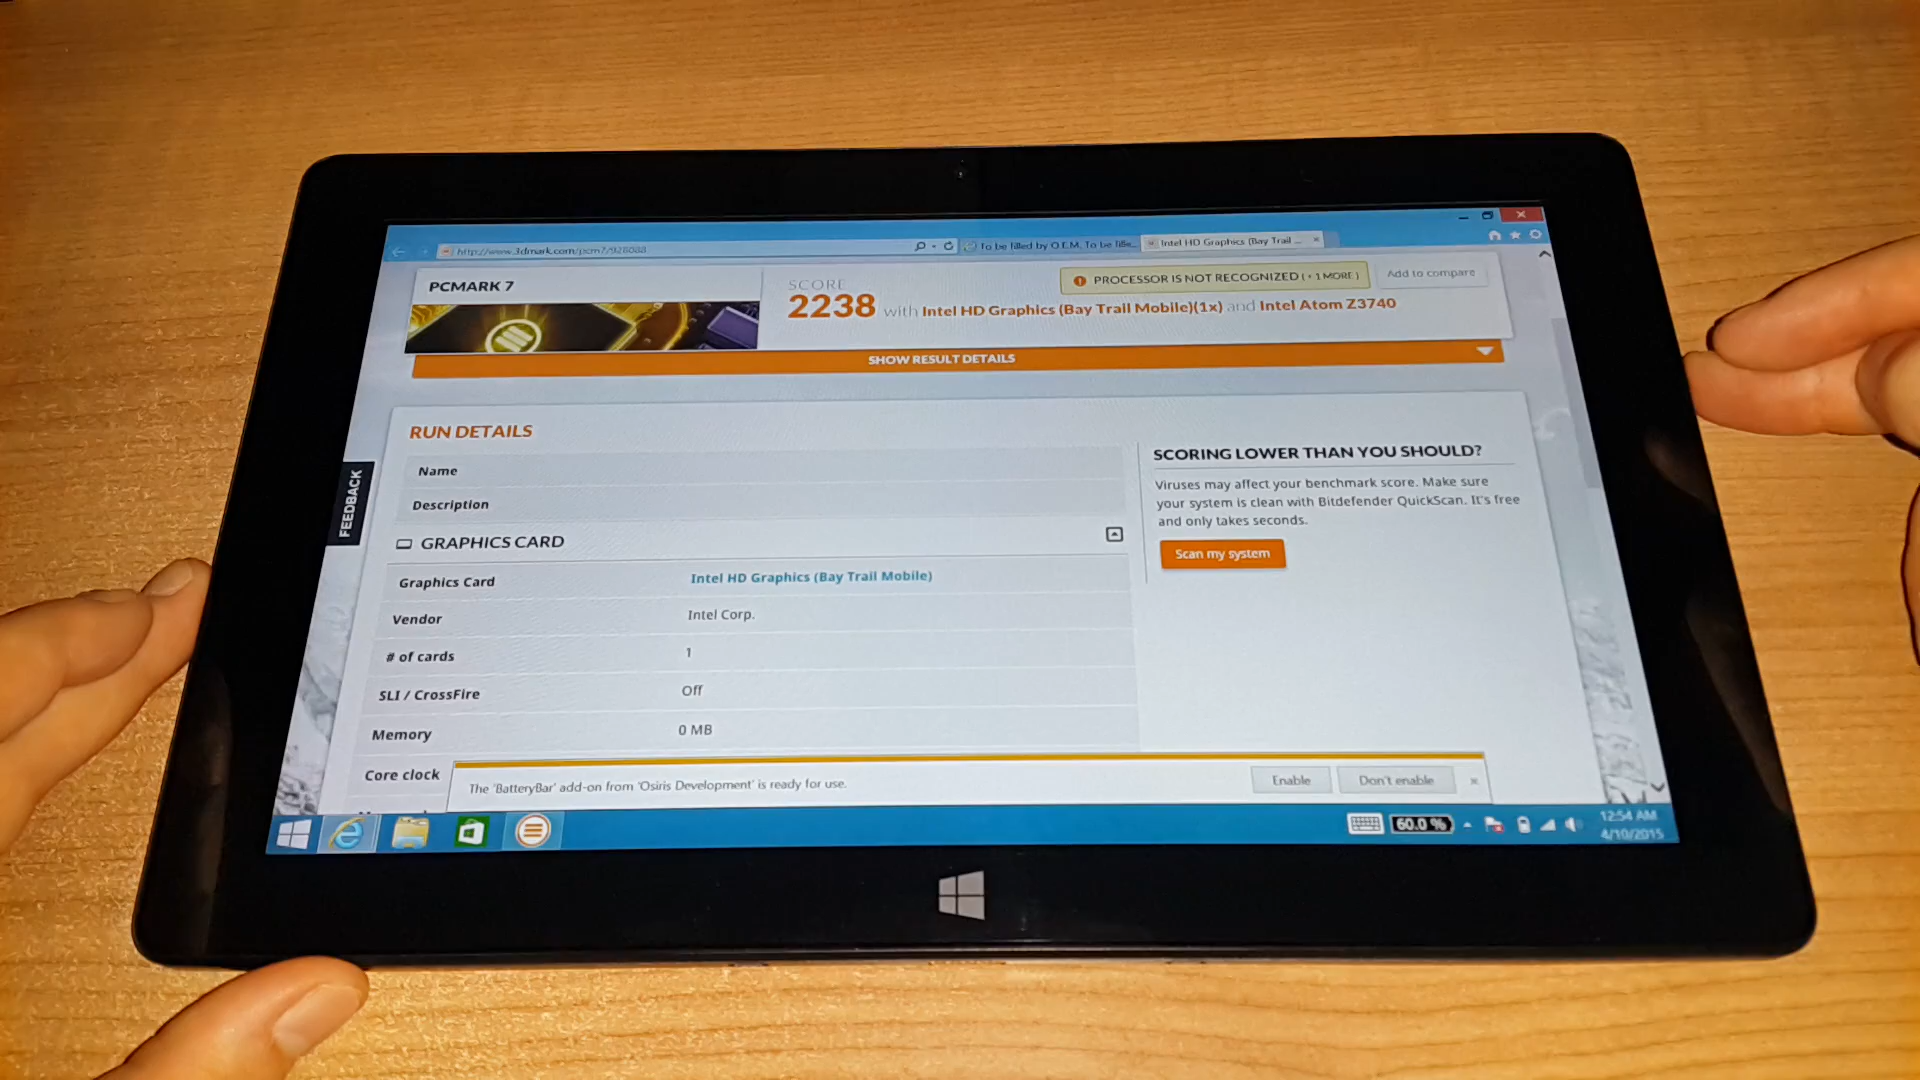 http://www.3dmark.com/pcm7/928088
To be filled by O.E.M. To be fille...
Intel HD Graphics (Bay Trail ...
PCMARK 7
SCORE
2238 with Intel HD Graphics (Bay Trail Mobile)(1x) and Intel Atom Z3740
PROCESSOR IS NOT RECOGNIZED ( + 1 MORE )
Add to compare
SHOW RESULT DETAILS
RUN DETAILS
Name
Description
GRAPHICS CARD
Graphics Card Intel HD Graphics (Bay Trail Mobile)
Vendor Intel Corp.
# of cards 1
SLI / CrossFire Off
Memory 0 MB
Core clock
SCORING LOWER THAN YOU SHOULD?
Viruses may affect your benchmark score. Make sure
your system is clean with Bitdefender QuickScan. It's free
and only takes seconds.
Scan my system
FEEDBACK
The 'BatteryBar' add-on from 'Osiris Development' is ready for use.
Enable
Don't enable
60.0 %
12:54 AM
4/10/2015